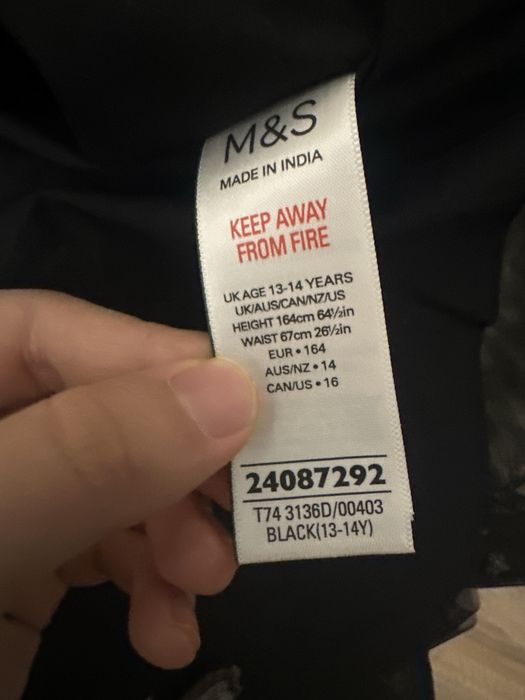 M&S
MADE IN INDIA
KEEP AWAY
FROM FIRE
UK AGE 13-14 YEARS
UK/AUS/CAN/NZ/US
HEIGHT 164cm 64½in
WAIST 67cm 26½in
EUR • 164
AUS/NZ • 14
CAN/US • 16
24087292
T74 3136D/00403
BLACK(13-14Y)